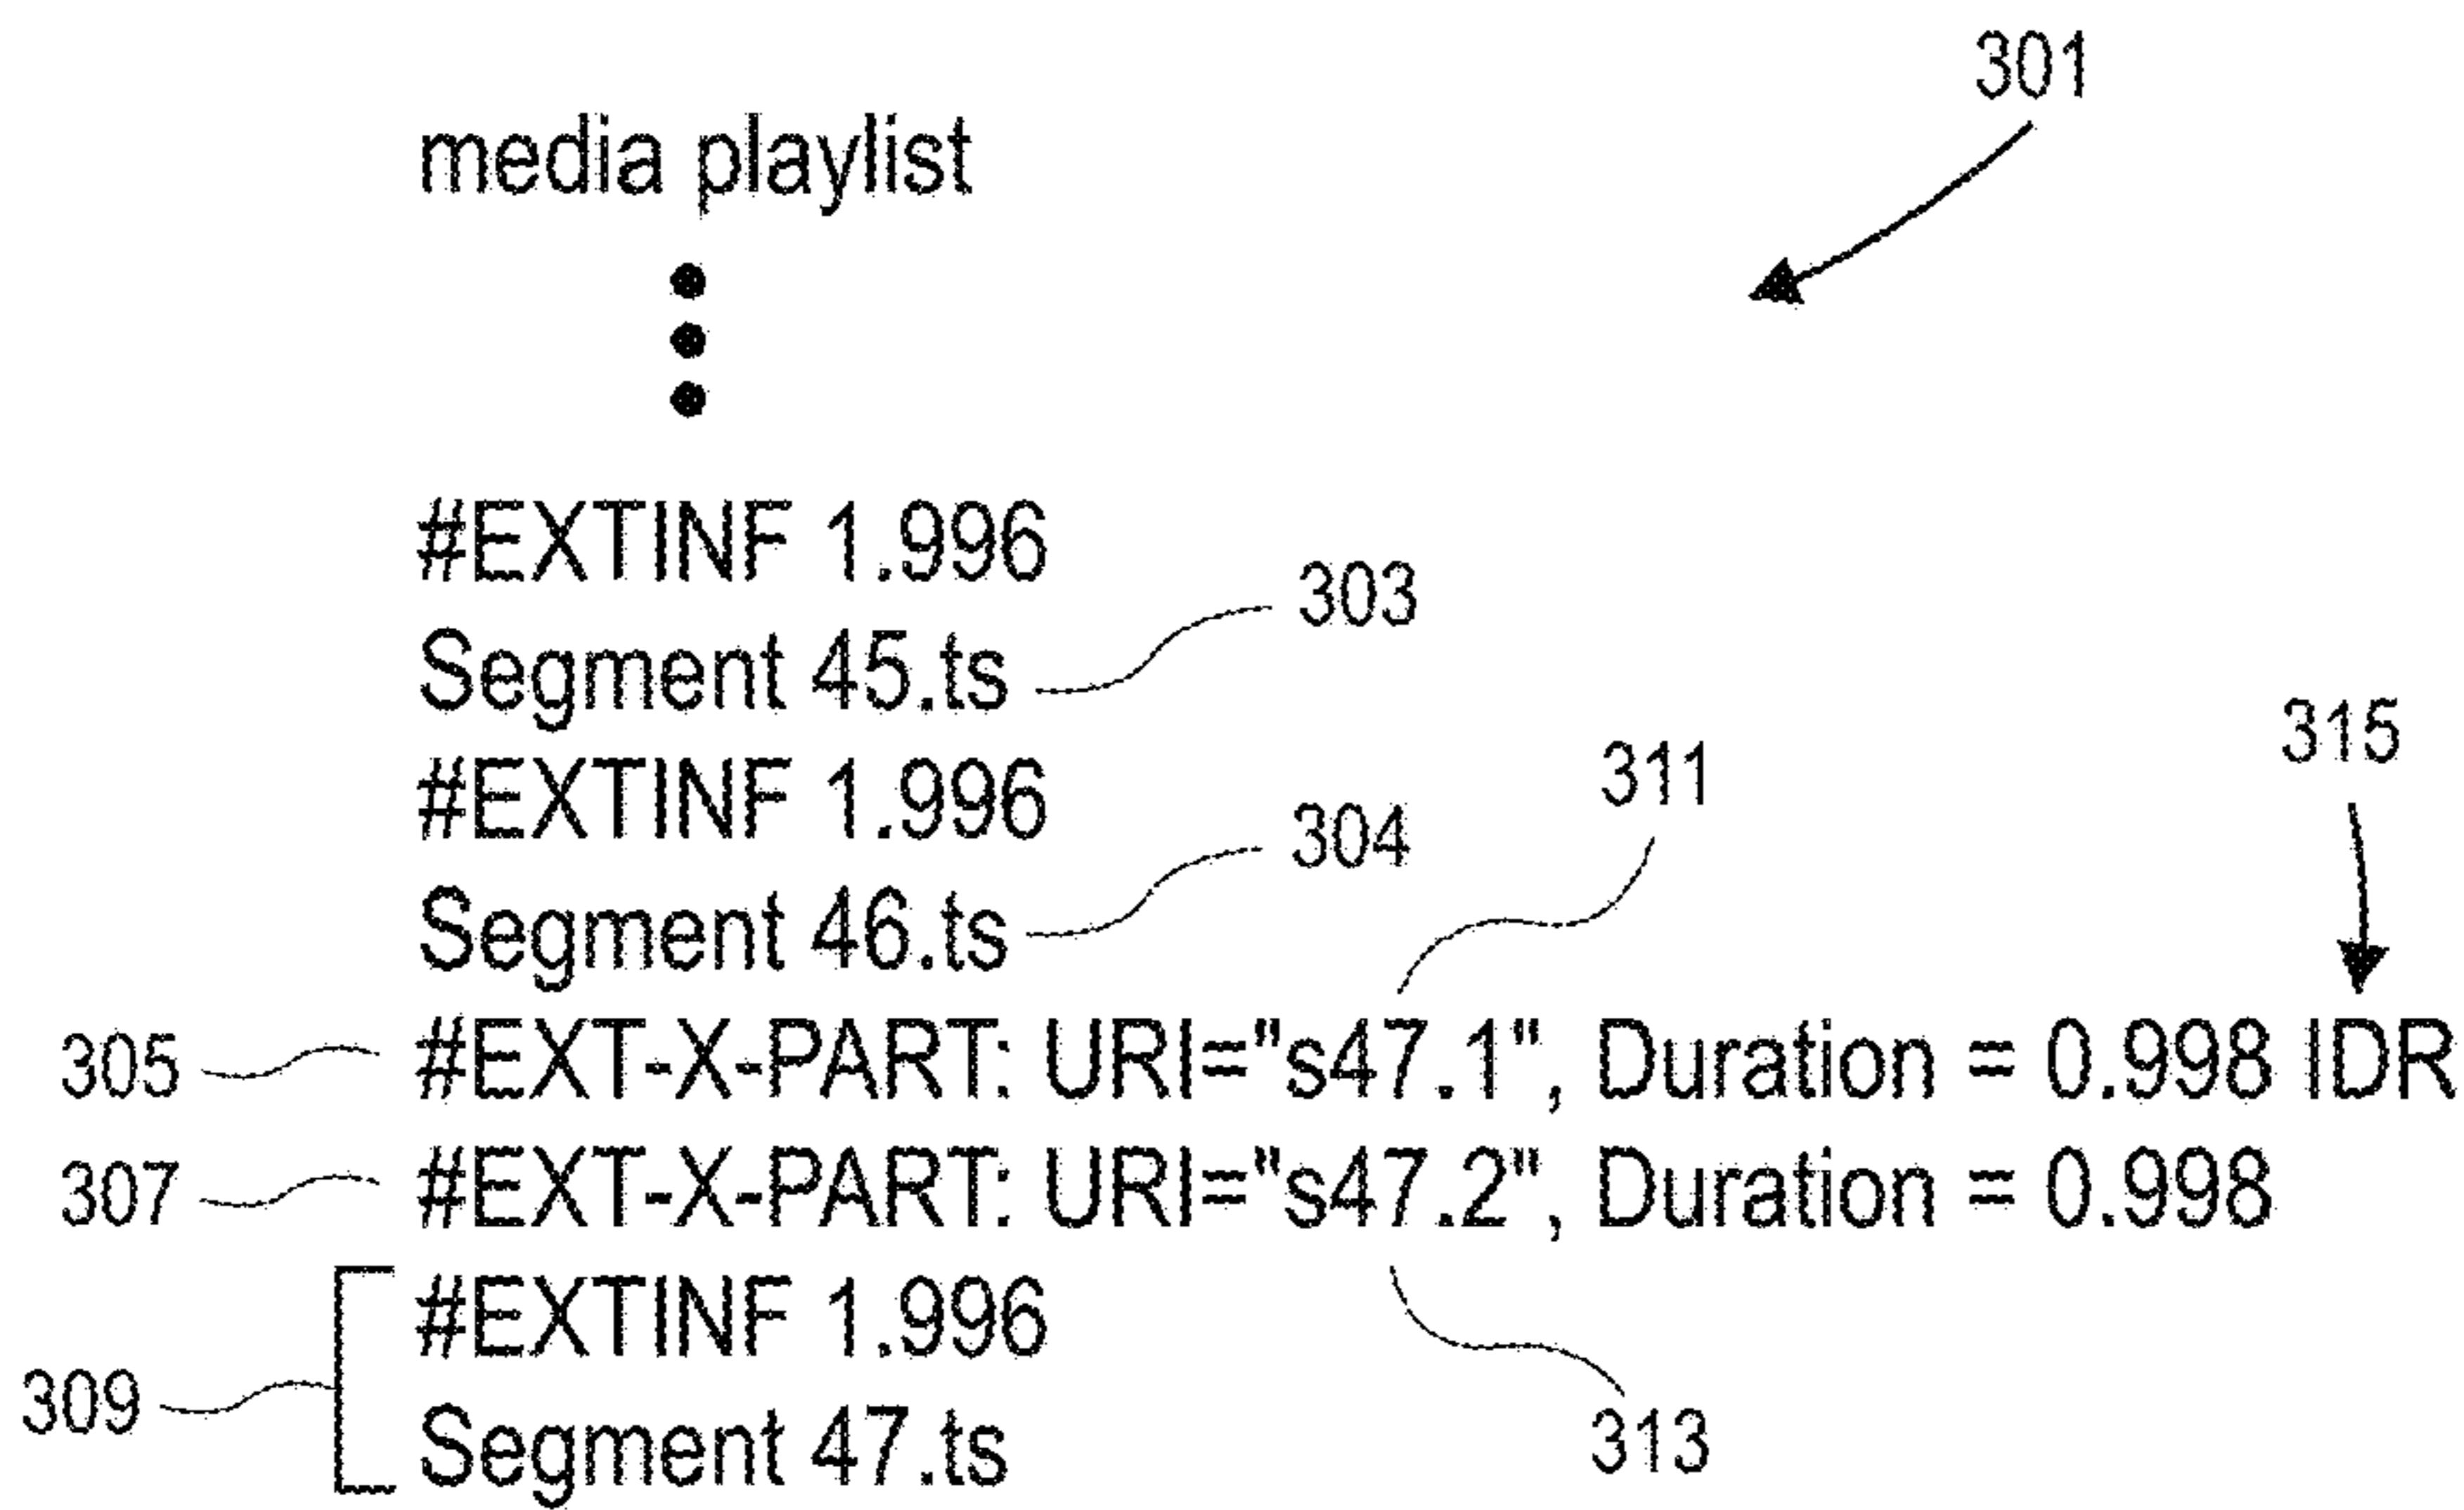 301
media playlist
#EXTINF 1.996
303
Segment 45.ts
315
#EXTINF 1.996
311
304
Segment 46.ts
305 #EXT-X-PART: URI="s47.1", Duration = 0.998 IDR
307 #EXT-X-PART: URI="s47.2", Duration = 0.998
#EXTINF 1.996
309
Segment 47.ts
313